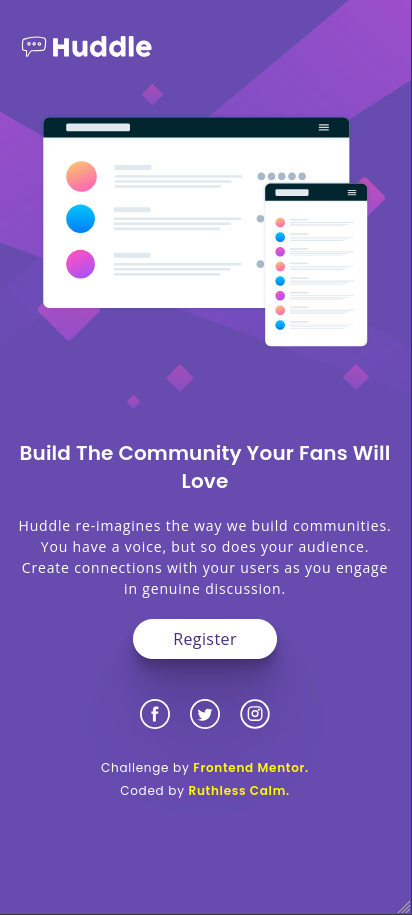 Huddle
Build The Community Your Fans Will
Love
Huddle re-imagines the way we build communities.
You have a voice, but so does your audience.
Create connections with your users as you engage
in genuine discussion.
Register
Challenge by Frontend Mentor.
Coded by Ruthless Calm.